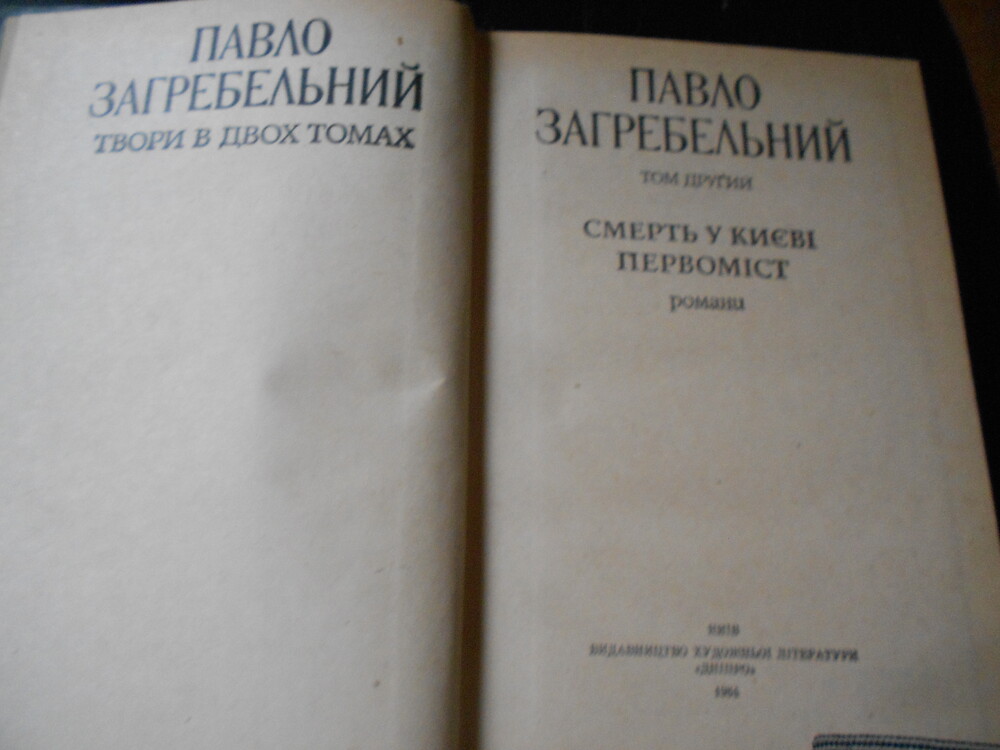 ПАВЛО
ЗАГРЕБЕЛЬНИЙ
ТВОРИ В ДВОХ ТОМАХ
ПАВЛО
ЗАГРЕБЕЛЬНИЙ
ТОМ ДРУГИЙ
СМЕРТЬ У КИЄВІ
ПЕРВОМІСТ
романи
КИЇВ
ВИДАВНИЦТВО ХУДОЖНЬОЇ ЛІТЕРАТУРИ
«ДНІПРО»